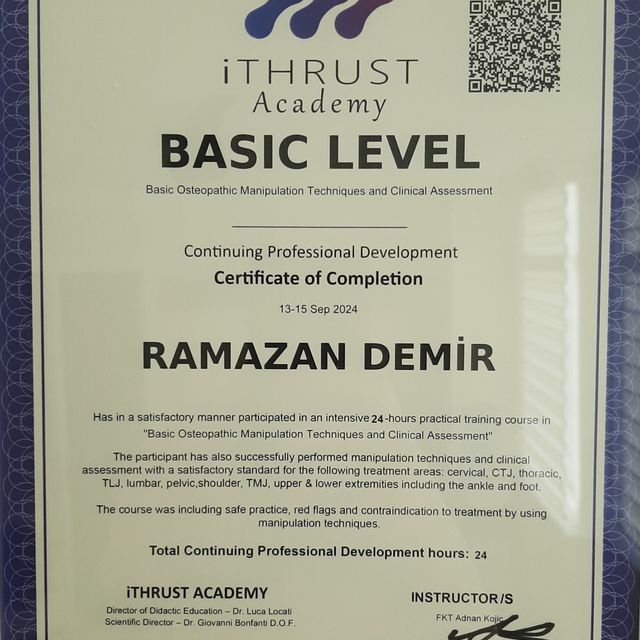 iTHRUST
Academy
BASIC LEVEL
Basic Osteopathic Manipulation Techniques and Clinical Assessment
Continuing Professional Development
Certificate of Completion
13-15 Sep 2024
RAMAZAN DEMİR
Has in a satisfactory manner participated in an intensive 24-hours practical training course in
"Basic Osteopathic Manipulation Techniques and Clinical Assessment"
The participant has also successfully performed manipulation techniques and clinical
assessment with a satisfactory standard for the following treatment areas: cervical, CTJ, thoracic,
TLJ, lumbar, pelvic,shoulder, TMJ, upper & lower extremities including the ankle and foot.
The course was including safe practice, red flags and contraindication to treatment by using
manipulation techniques.
Total Continuing Professional Development hours: 24
iTHRUST ACADEMY
Director of Didactic Education – Dr. Luca Locati
Scientific Director – Dr. Giovanni Bonfanti D.O.F.
INSTRUCTOR/S
FKT Adnan Kojic